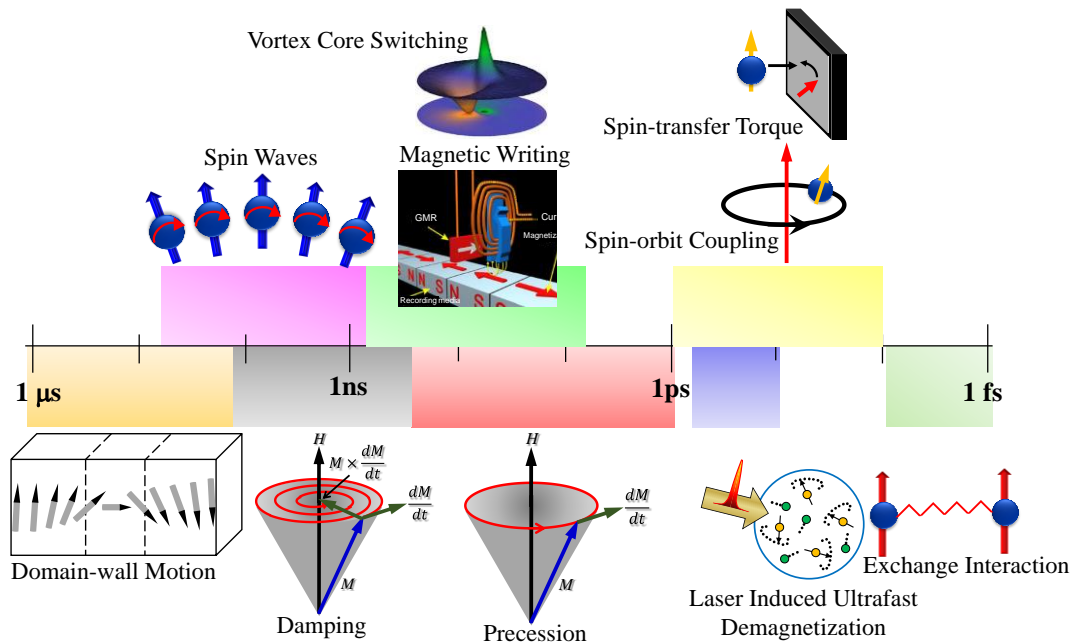 Vortex Core Switching
Spin-transfer Torque
Spin Waves
Magnetic Writing
GMR
Cur
Magnetiz
S N N S S N N S
Recording media
Spin-orbit Coupling
1 μs
1ns
1ps
1 fs
H
M × dM/dt
dM/dt
M
H
dM/dt
M
Domain-wall Motion
Damping
Precession
Laser Induced Ultrafast
Demagnetization
Exchange Interaction